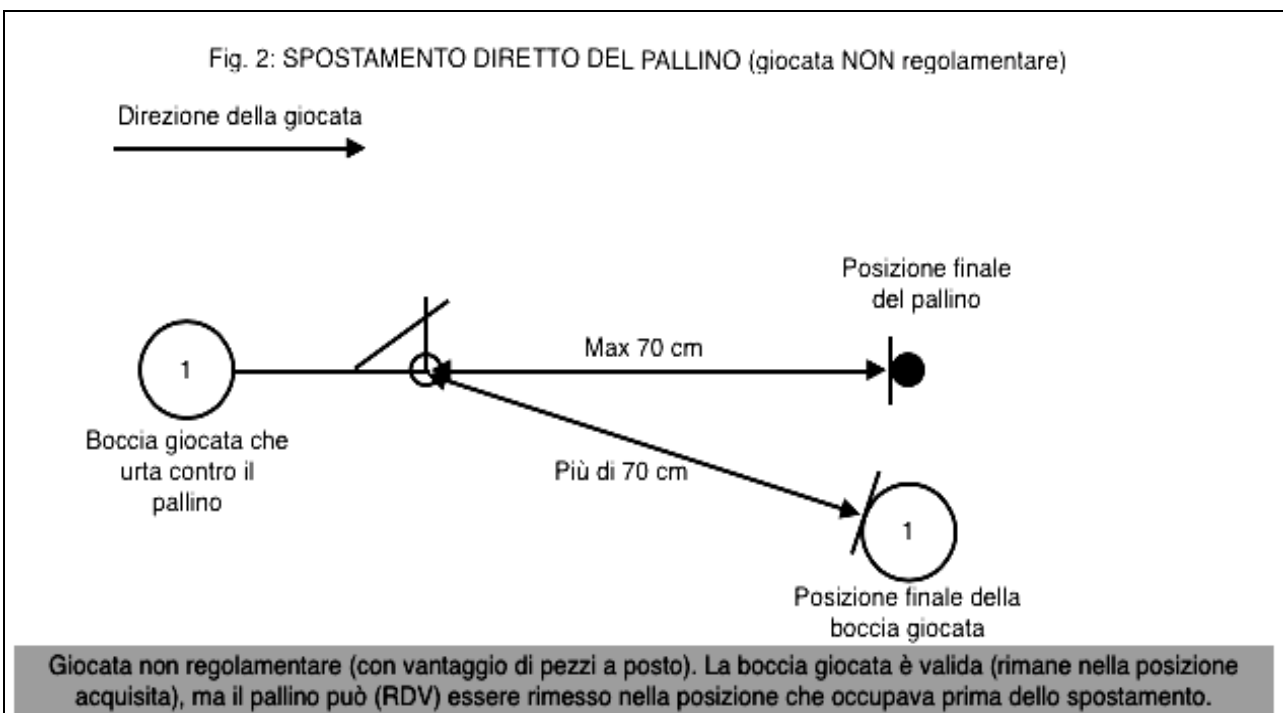 Fig. 2: SPOSTAMENTO DIRETTO DEL PALLINO (giocata NON regolamentare)
Direzione della giocata
Posizione finale
del pallino
Max 70 cm
1
Boccia giocata che
urta contro il
pallino
Più di 70 cm
1
Posizione finale della
boccia giocata
Giocata non regolamentare (con vantaggio di pezzi a posto). La boccia giocata è valida (rimane nella posizione
acquisita), ma il pallino può (RDV) essere rimesso nella posizione che occupava prima dello spostamento.